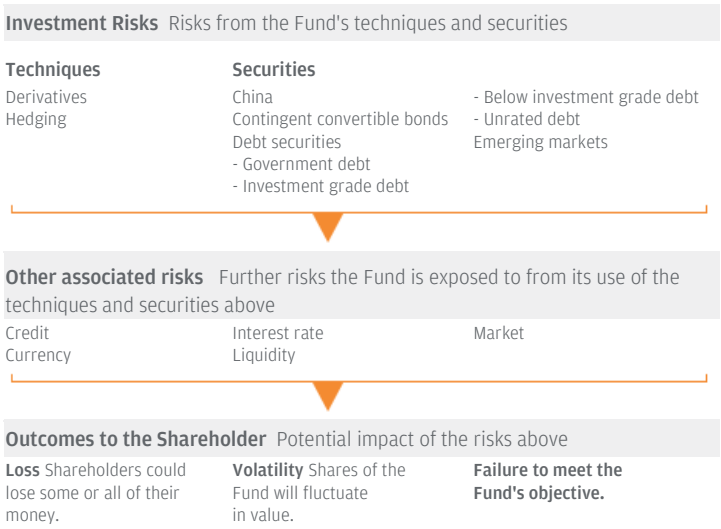 Investment Risks Risks from the Fund's techniques and securities
Techniques
Derivatives
Hedging
Securities
China
Contingent convertible bonds
Debt securities
- Government debt
- Investment grade debt
- Below investment grade debt
- Unrated debt
Emerging markets
Other associated risks Further risks the Fund is exposed to from its use of the
techniques and securities above
Credit
Currency
Interest rate
Liquidity
Market
Outcomes to the Shareholder Potential impact of the risks above
Loss Shareholders could
lose some or all of their
money.
Volatility Shares of the
Fund will fluctuate
in value.
Failure to meet the
Fund's objective.